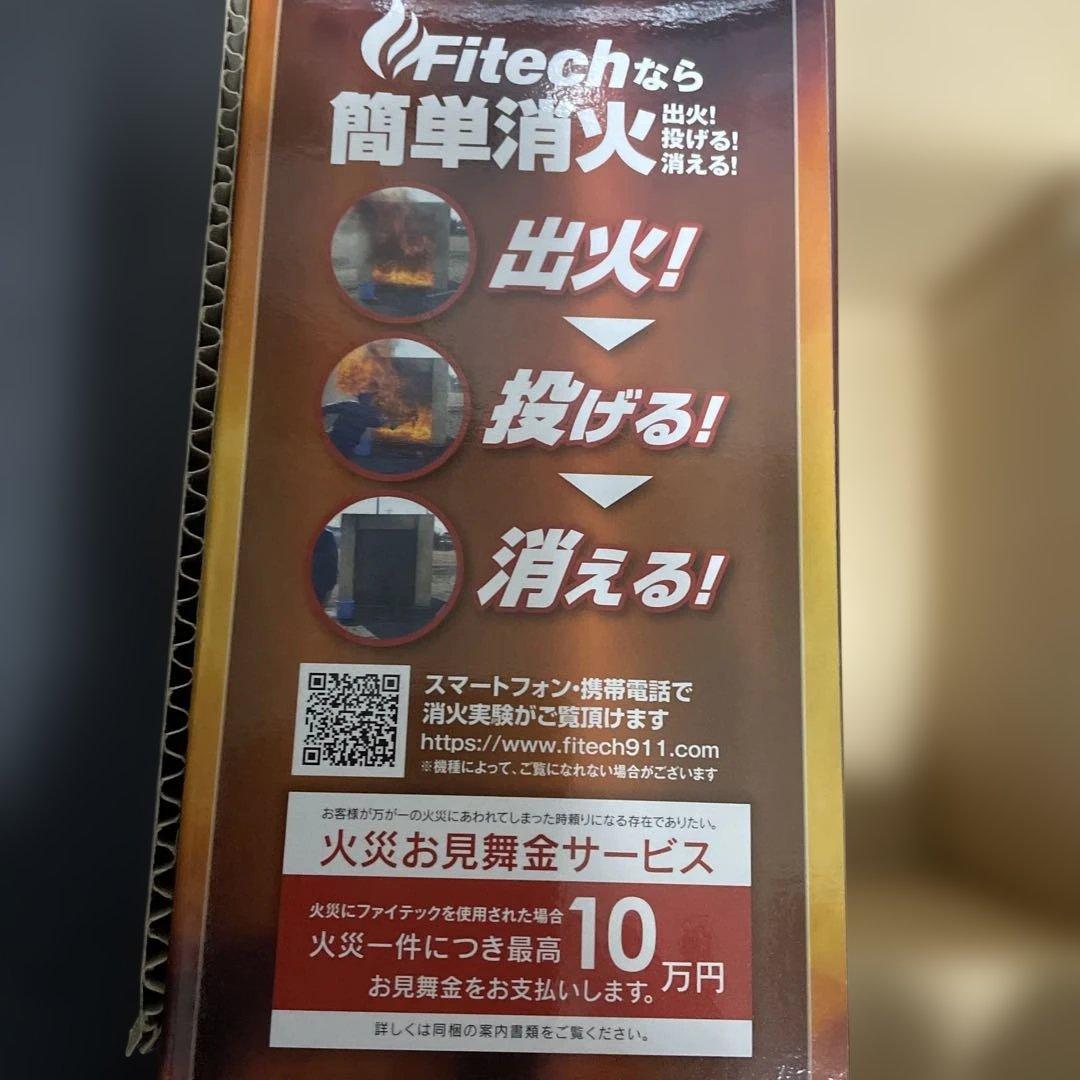 Fitechなら
簡単消火
出火!
投げる!
消える!
出火!
投げる!
消える!
スマートフォン・携帯電話で
消火実験がご覧頂けます
https://www.fitech911.com
※機種によって、ご覧になれない場合がございます
お客様が万が一の火災にあわれてしまった時頼りになる存在でありたい。
火災お見舞金サービス
火災にファイテックを使用された場合
火災一件につき最高10万円
お見舞金をお支払いします。
詳しくは同梱の案内書類をご覧ください。